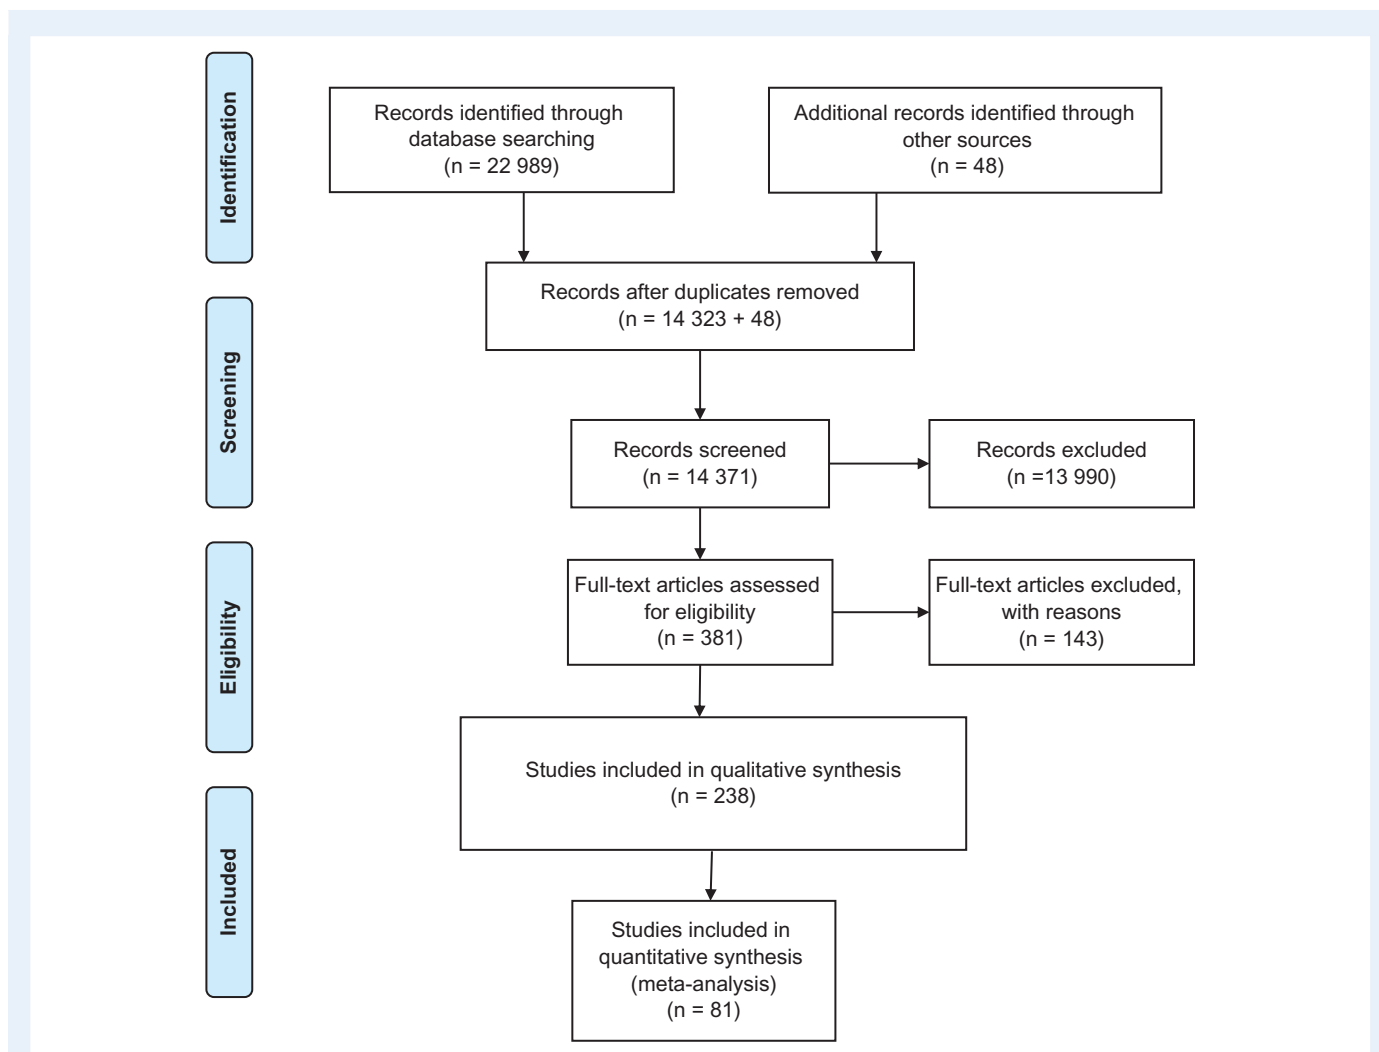 Identification
Records identified through
database searching
(n = 22 989)
Additional records identified through
other sources
(n = 48)
Records after duplicates removed
(n = 14 323 + 48)
Screening
Records screened
(n = 14 371)
Records excluded
(n =13 990)
Eligibility
Full-text articles assessed
for eligibility
(n = 381)
Full-text articles excluded,
with reasons
(n = 143)
Studies included in qualitative synthesis
(n = 238)
Included
Studies included in
quantitative synthesis
(meta-analysis)
(n = 81)